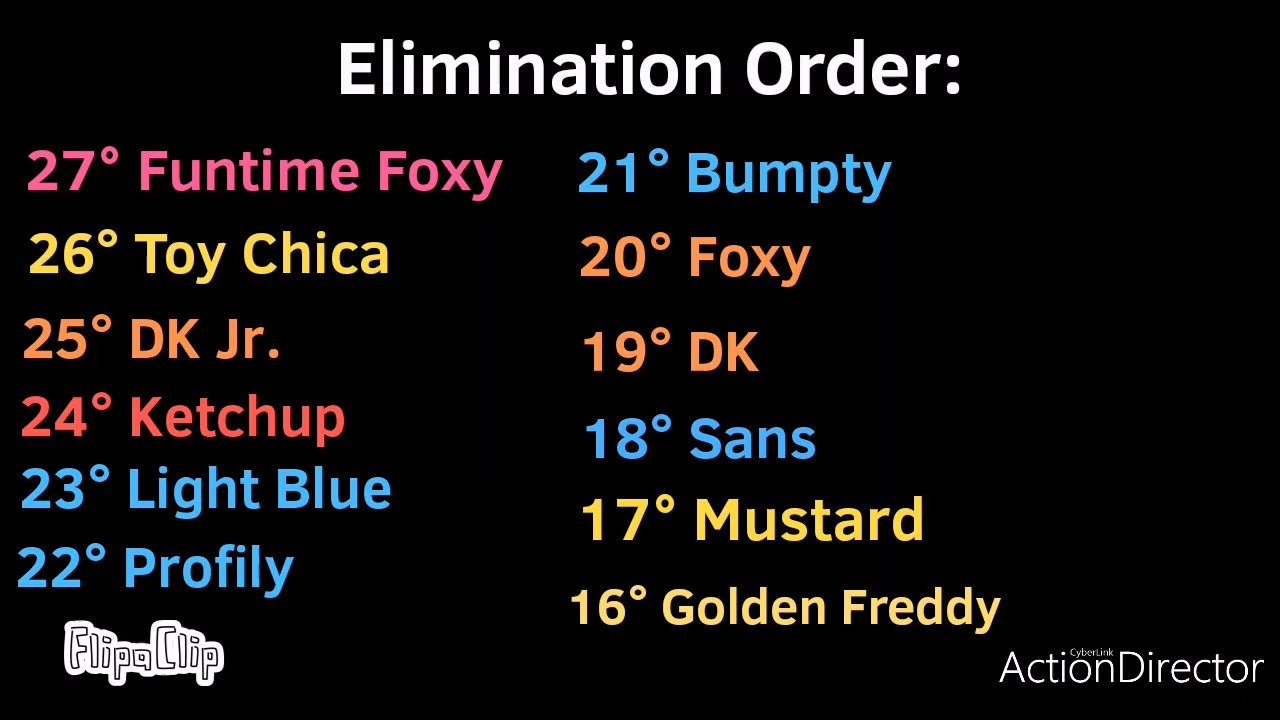 Elimination Order:
27° Funtime Foxy
26° Toy Chica
25° DK Jr.
24° Ketchup
23° Light Blue
22° Profily
21° Bumpty
20° Foxy
19° DK
18° Sans
17° Mustard
16° Golden Freddy
FlipaClip
CyberLink
ActionDirector